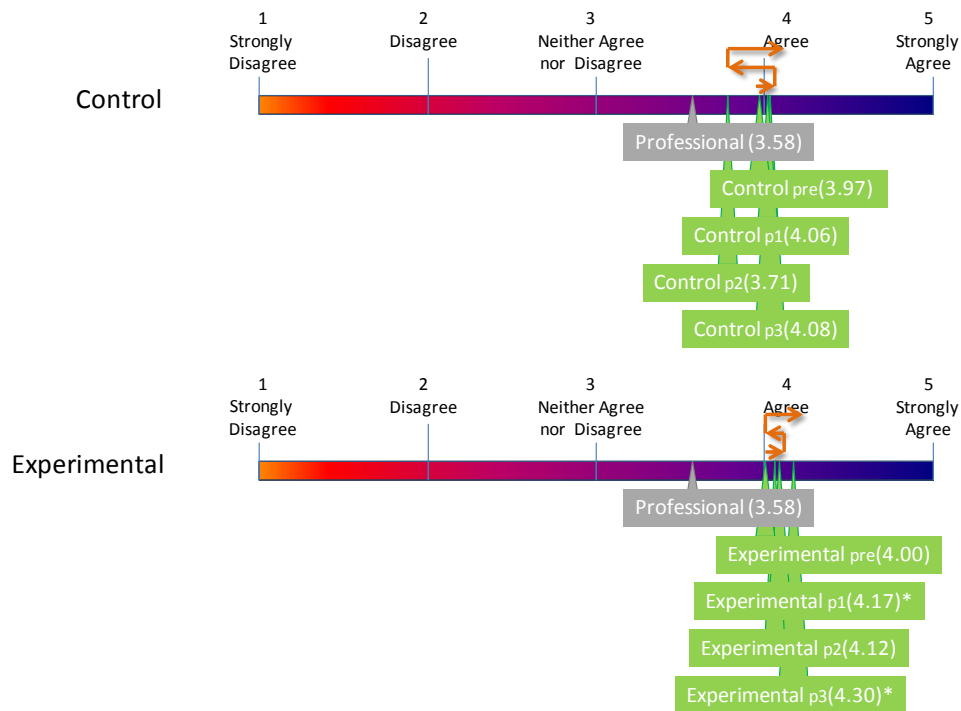 1 2 3 4 5
Strongly Disagree Neither Agree Agree Strongly
Disagree nor Disagree Agree
Control
Professional (3.58)
Control pre(3.97)
Control p1(4.06)
Control p2(3.71)
Control p3(4.08)
1 2 3 4 5
Strongly Disagree Neither Agree Agree Strongly
Disagree nor Disagree Agree
Experimental
Professional (3.58)
Experimental pre(4.00)
Experimental p1(4.17)*
Experimental p2(4.12)
Experimental p3(4.30)*